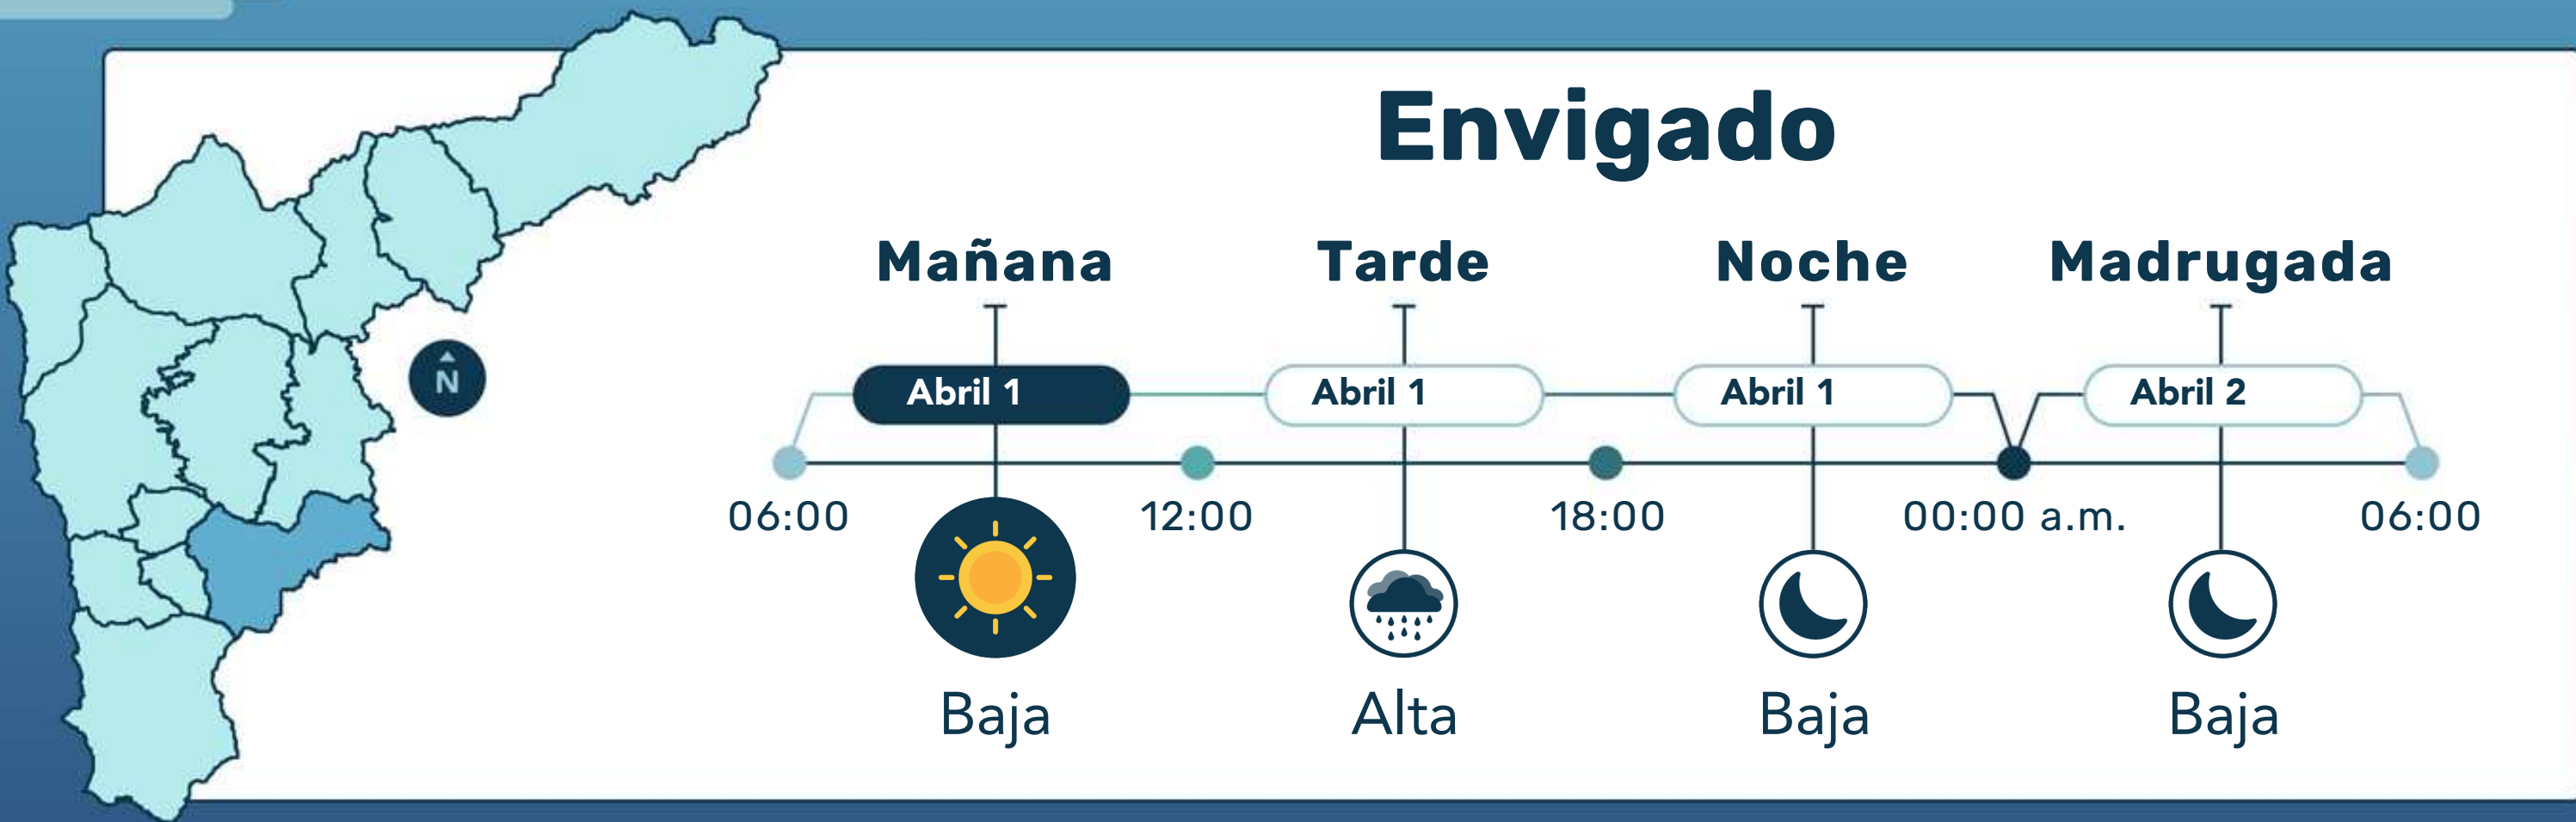 Envigado
Mañana Tarde Noche Madrugada
N
Abril 1 Abril 1 Abril 1 Abril 2
06:00 12:00 18:00 00:00 a.m. 06:00
Baja Alta Baja Baja